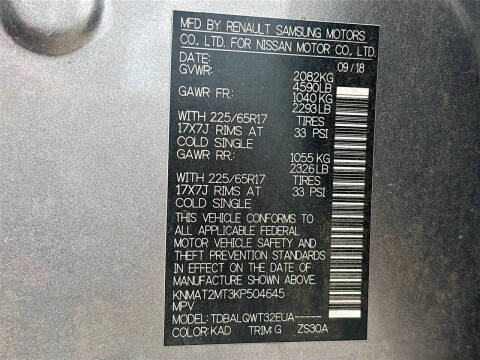 MFD BY RENAULT SAMSUNG MOTORS
CO., LTD. FOR NISSAN MOTOR CO., LTD.
DATE: 09/18
GVWR: 2082KG
4590LB
GAWR FR: 1040KG
2293LB
WITH 225/65R17 TIRES
17X7J RIMS AT 33 PSI
COLD SINGLE
GAWR RR: 1055KG
2326LB
WITH 225/65R17 TIRES
17X7J RIMS AT 33 PSI
COLD SINGLE
THIS VEHICLE CONFORMS TO
ALL APPLICABLE FEDERAL
MOTOR VEHICLE SAFETY AND
THEFT PREVENTION STANDARDS
IN EFFECT ON THE DATE OF
MANUFACTURE SHOWN ABOVE.
KNMAT2MT3KP504645
MPV
MODEL: TDBALQWT32EUA-----
COLOR: KAD TRIM: G ZS30A